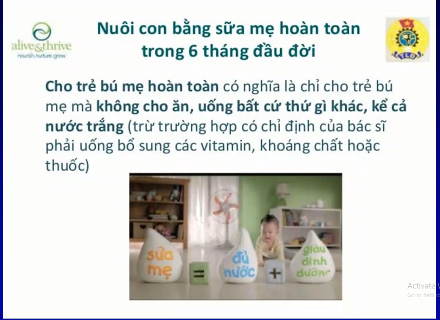 Nuôi con bằng sữa mẹ hoàn toàn
trong 6 tháng đầu đời
alive&thrive
nourish. nurture. grow
Cho trẻ bú mẹ hoàn toàn có nghĩa là chỉ cho trẻ bú
mẹ mà không cho ăn, uống bất cứ thứ gì khác, kể cả
nước trắng (trừ trường hợp có chỉ định của bác sĩ
phải uống bổ sung các vitamin, khoáng chất hoặc
thuốc)
sữa
mẹ
=
đủ
nước
+
giàu
dinh
dưỡng
Activate